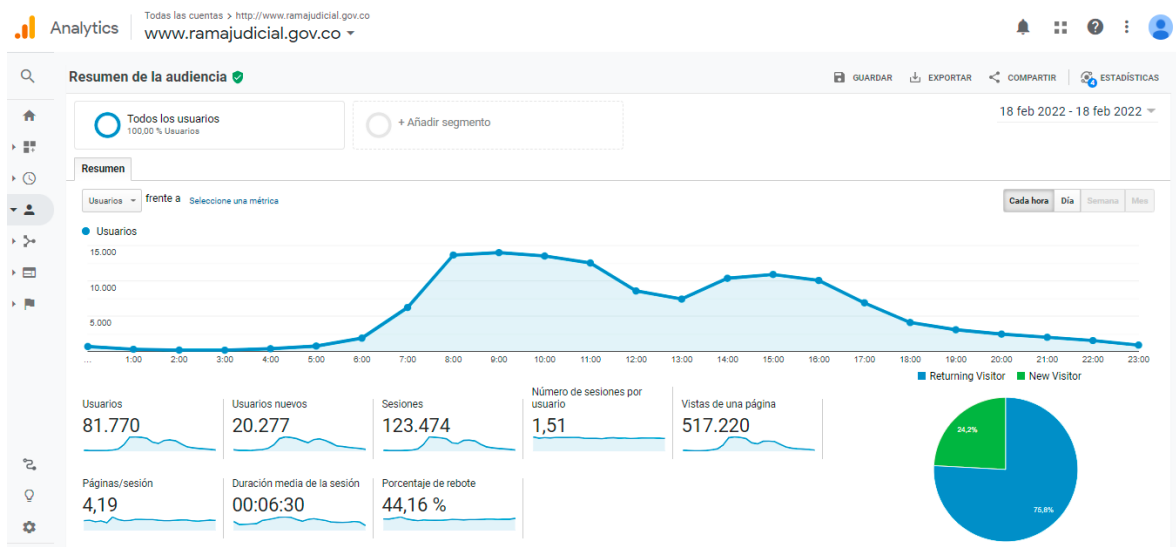 Analytics
Todas las cuentas > http://www.ramajudicial.gov.co
www.ramajudicial.gov.co
Resumen de la audiencia
GUARDAR EXPORTAR COMPARTIR 4 ESTADÍSTICAS
Todos los usuarios
100,00 % Usuarios
+ Añadir segmento
18 feb 2022 - 18 feb 2022
Resumen
Usuarios frente a Seleccione una métrica
Cada hora Día Semana Mes
Usuarios
15.000
10.000
5.000
... 1:00 2:00 3:00 4:00 5:00 6:00 7:00 8:00 9:00 10:00 11:00 12:00 13:00 14:00 15:00 16:00 17:00 18:00 19:00 20:00 21:00 22:00 23:00
Returning Visitor New Visitor
Usuarios
81.770
Usuarios nuevos
20.277
Sesiones
123.474
Número de sesiones por
usuario
1,51
Vistas de una página
517.220
Páginas/sesión
4,19
Duración media de la sesión
00:06:30
Porcentaje de rebote
44,16 %
24,2%
75,8%